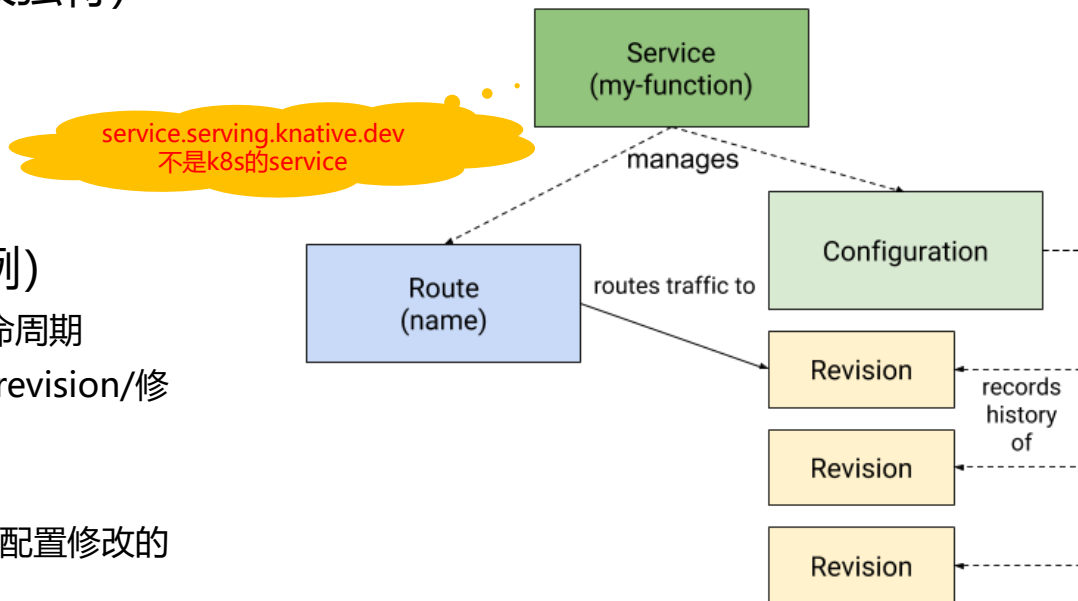 Service
(my-function)
service.serving.knative.dev
不是k8s的service
manages
Configuration
例)
Route
(name)
routes traffic to
命周期
revision/修
Revision
records
history
of
Revision
配置修改的
Revision